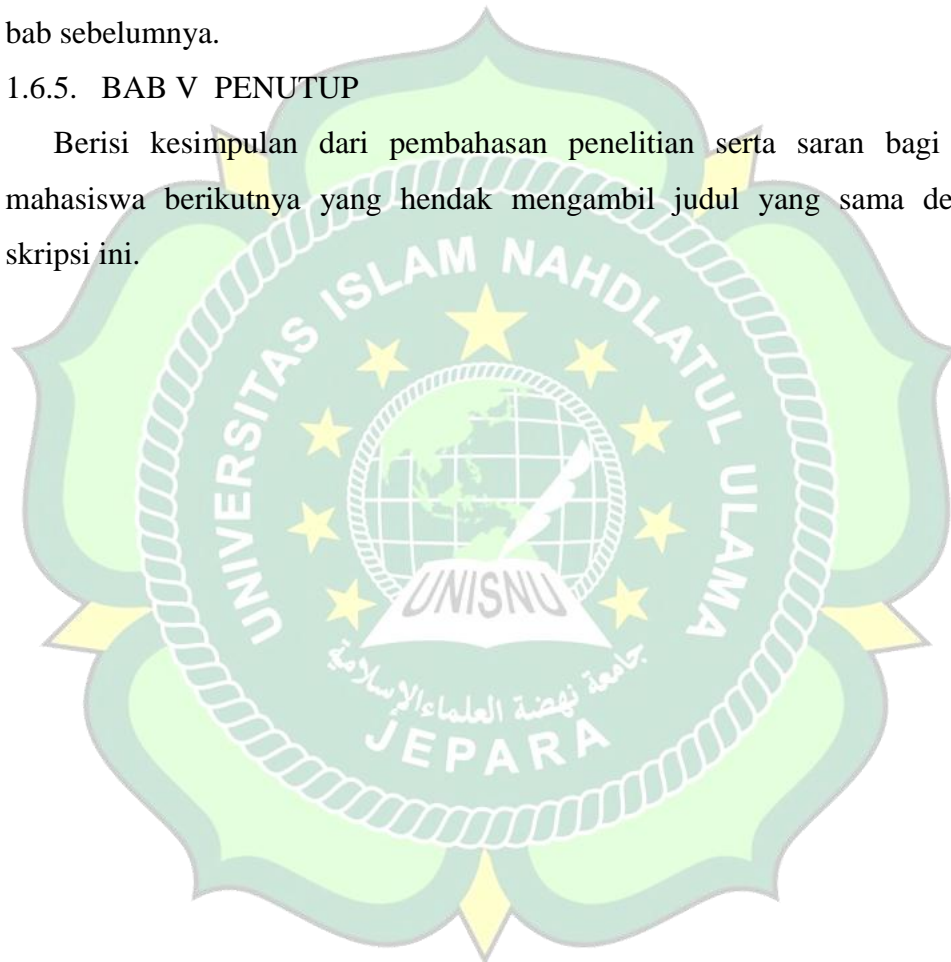 bab sebelumnya.
1.6.5. BAB V PENUTUP
Berisi kesimpulan dari pembahasan penelitian serta saran bagi
mahasiswa berikutnya yang hendak mengambil judul yang sama de
skripsi ini.
UNIVERSITAS ISLAM NAHDLATUL ULAMA
UNISNU
جامعة نهضة العلماء الإسلامية
JEPARA